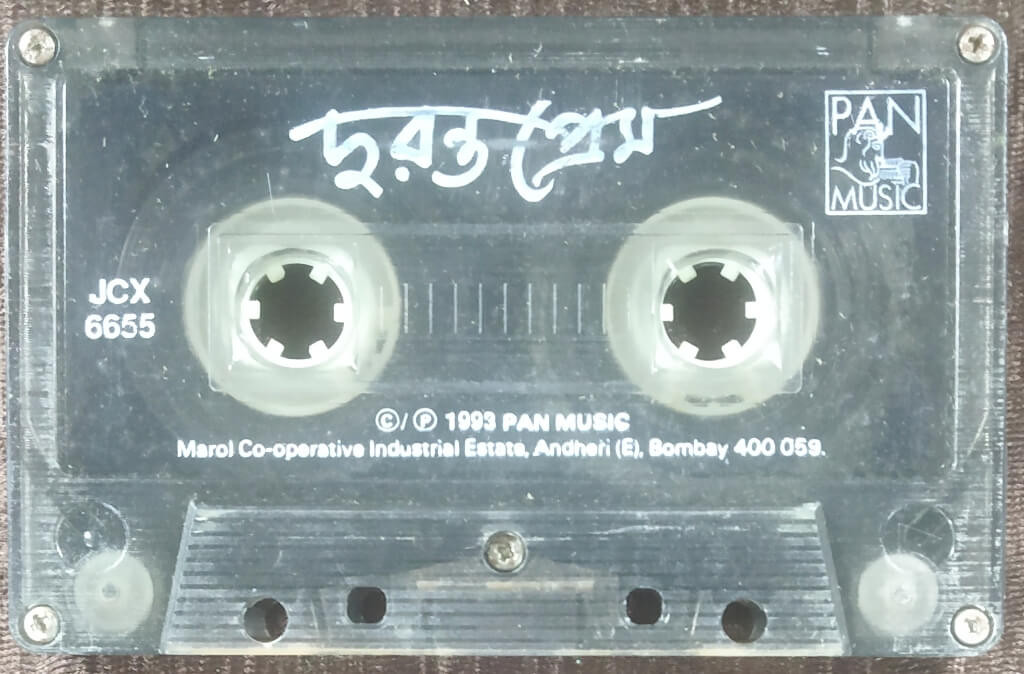 দুরন্ত প্রেম
PAN
MUSIC
JCX
6655
©/℗ 1993 PAN MUSIC
Marol Co-operative Industrial Estate, Andheri (E), Bombay 400 059.